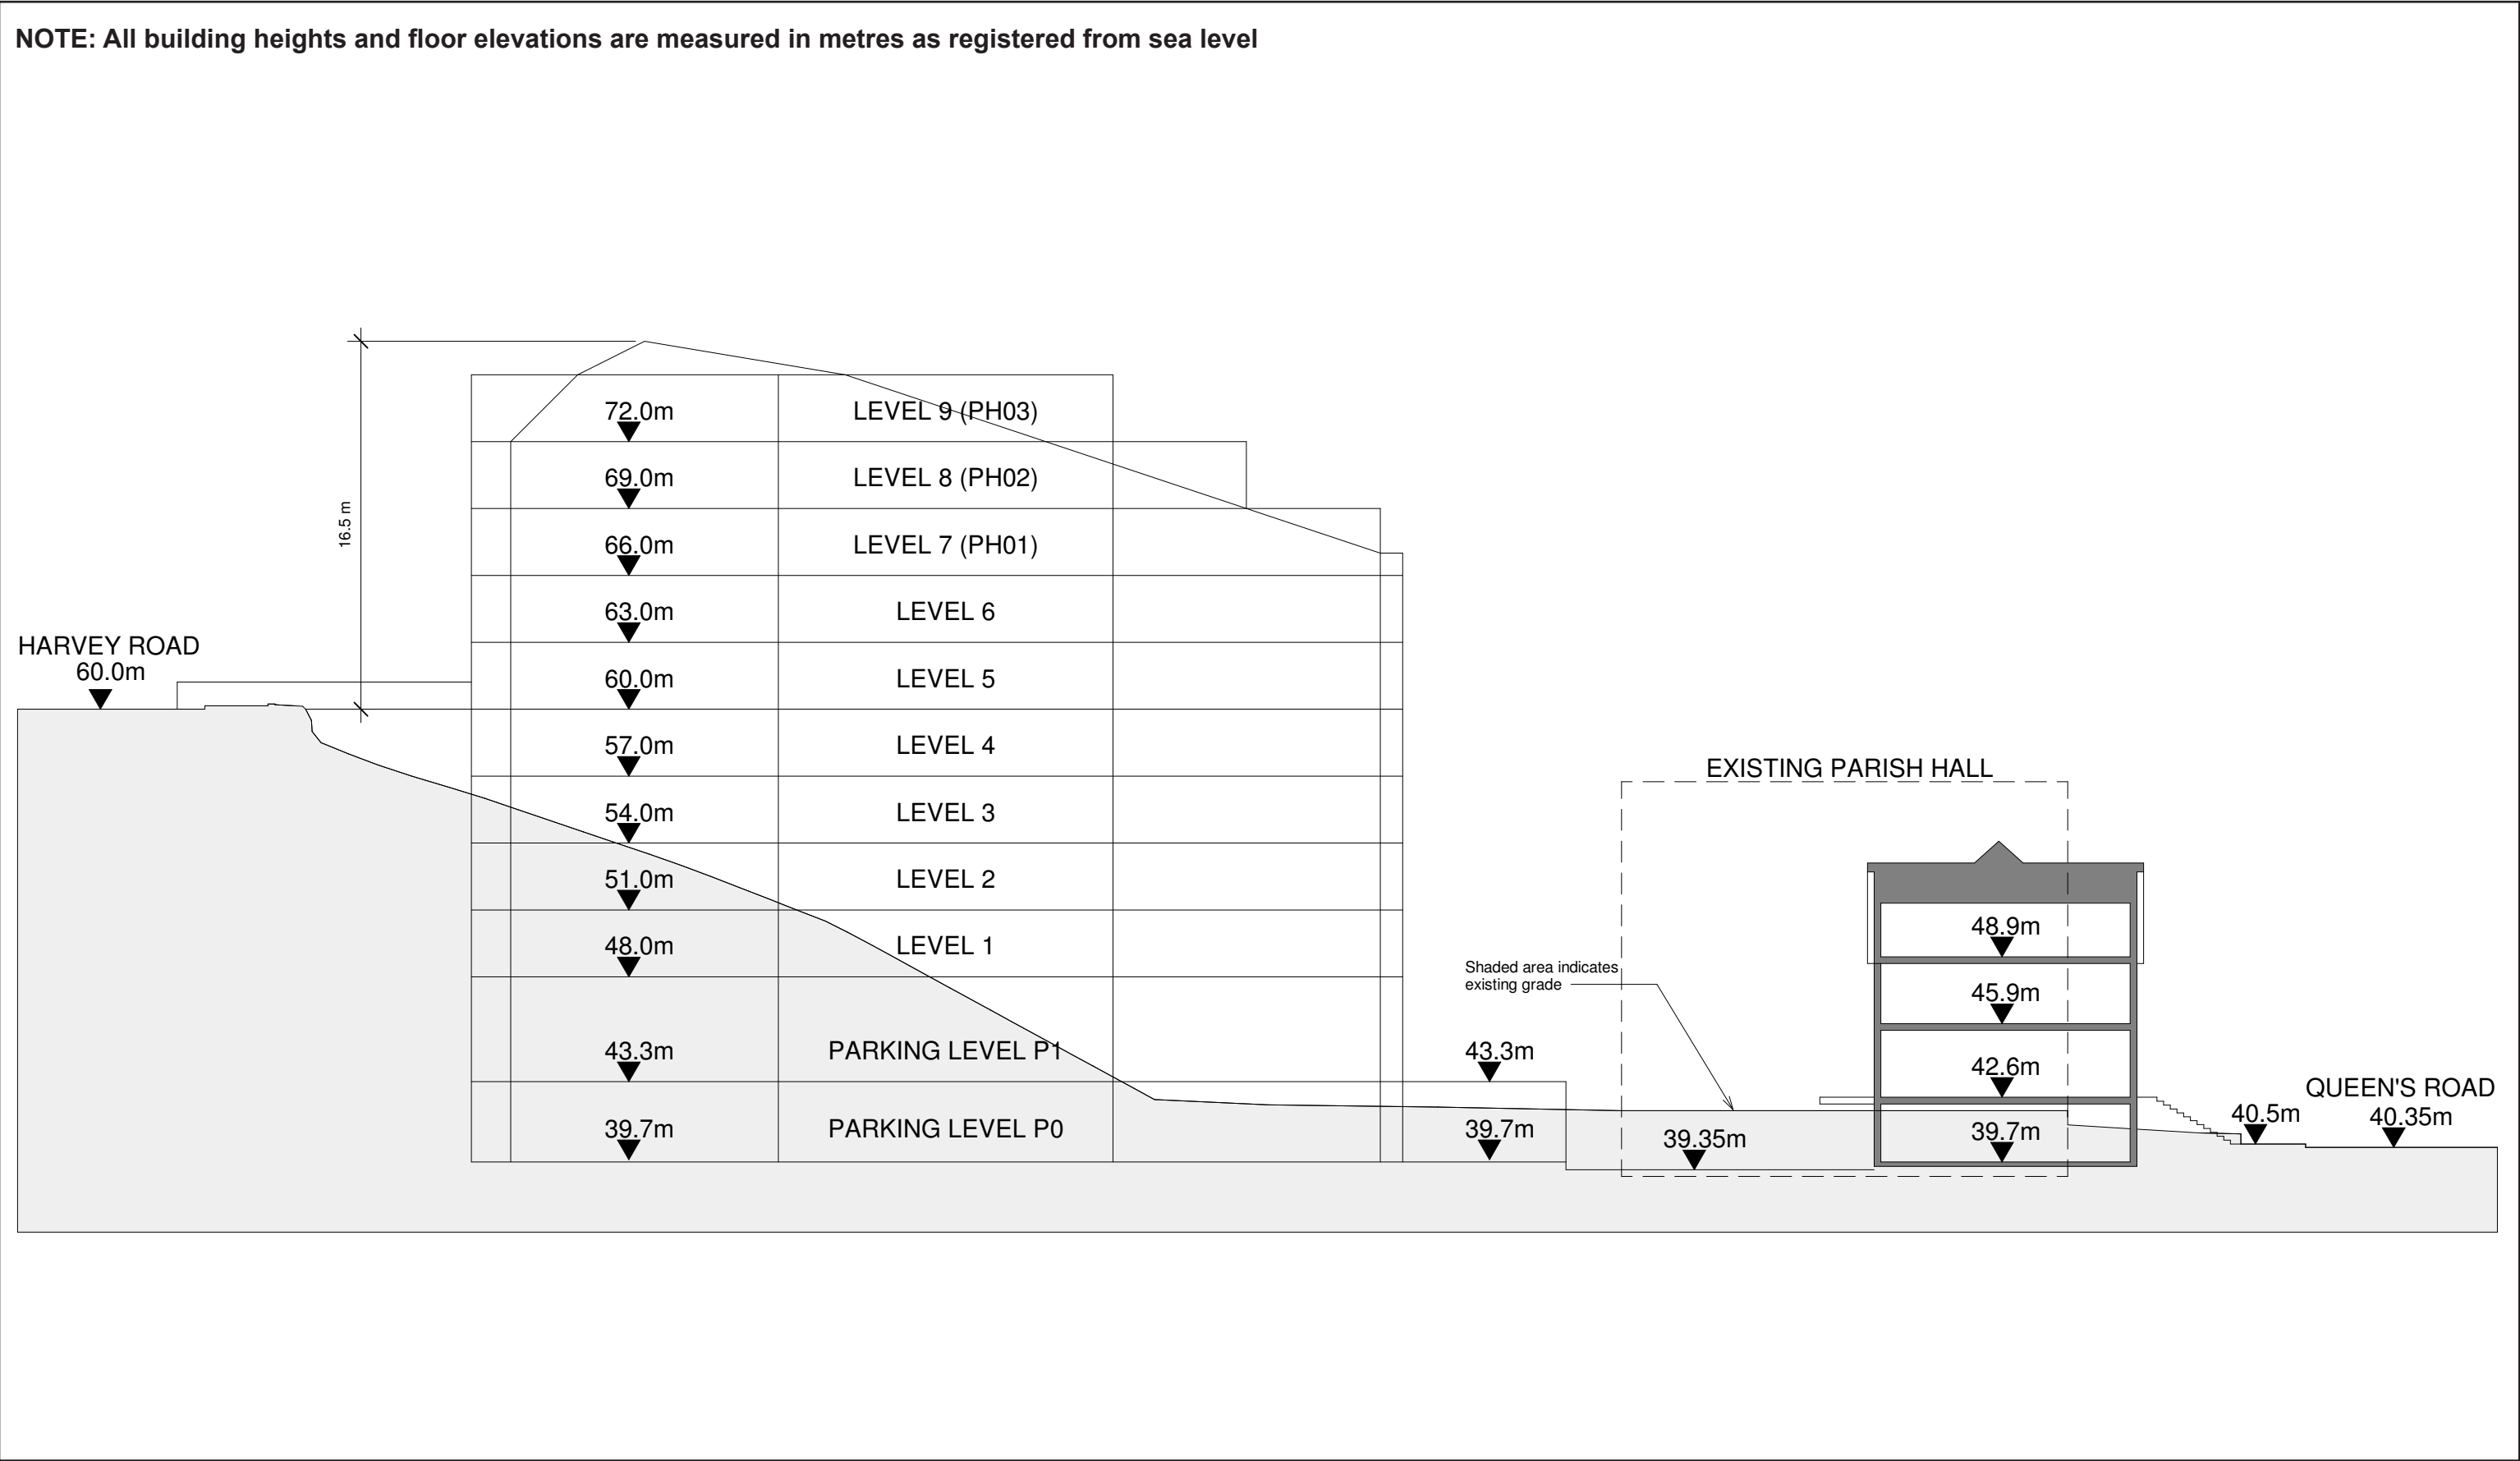 NOTE: All building heights and floor elevations are measured in metres as registered from sea level
16.5 m
HARVEY ROAD
60.0m
72.0m LEVEL 9 (PH03)
69.0m LEVEL 8 (PH02)
66.0m LEVEL 7 (PH01)
63.0m LEVEL 6
60.0m LEVEL 5
57.0m LEVEL 4
54.0m LEVEL 3
51.0m LEVEL 2
48.0m LEVEL 1
43.3m PARKING LEVEL P1
39.7m PARKING LEVEL P0
43.3m
39.7m
Shaded area indicates
existing grade
39.35m
EXISTING PARISH HALL
48.9m
45.9m
42.6m
39.7m
40.5m
QUEEN'S ROAD
40.35m